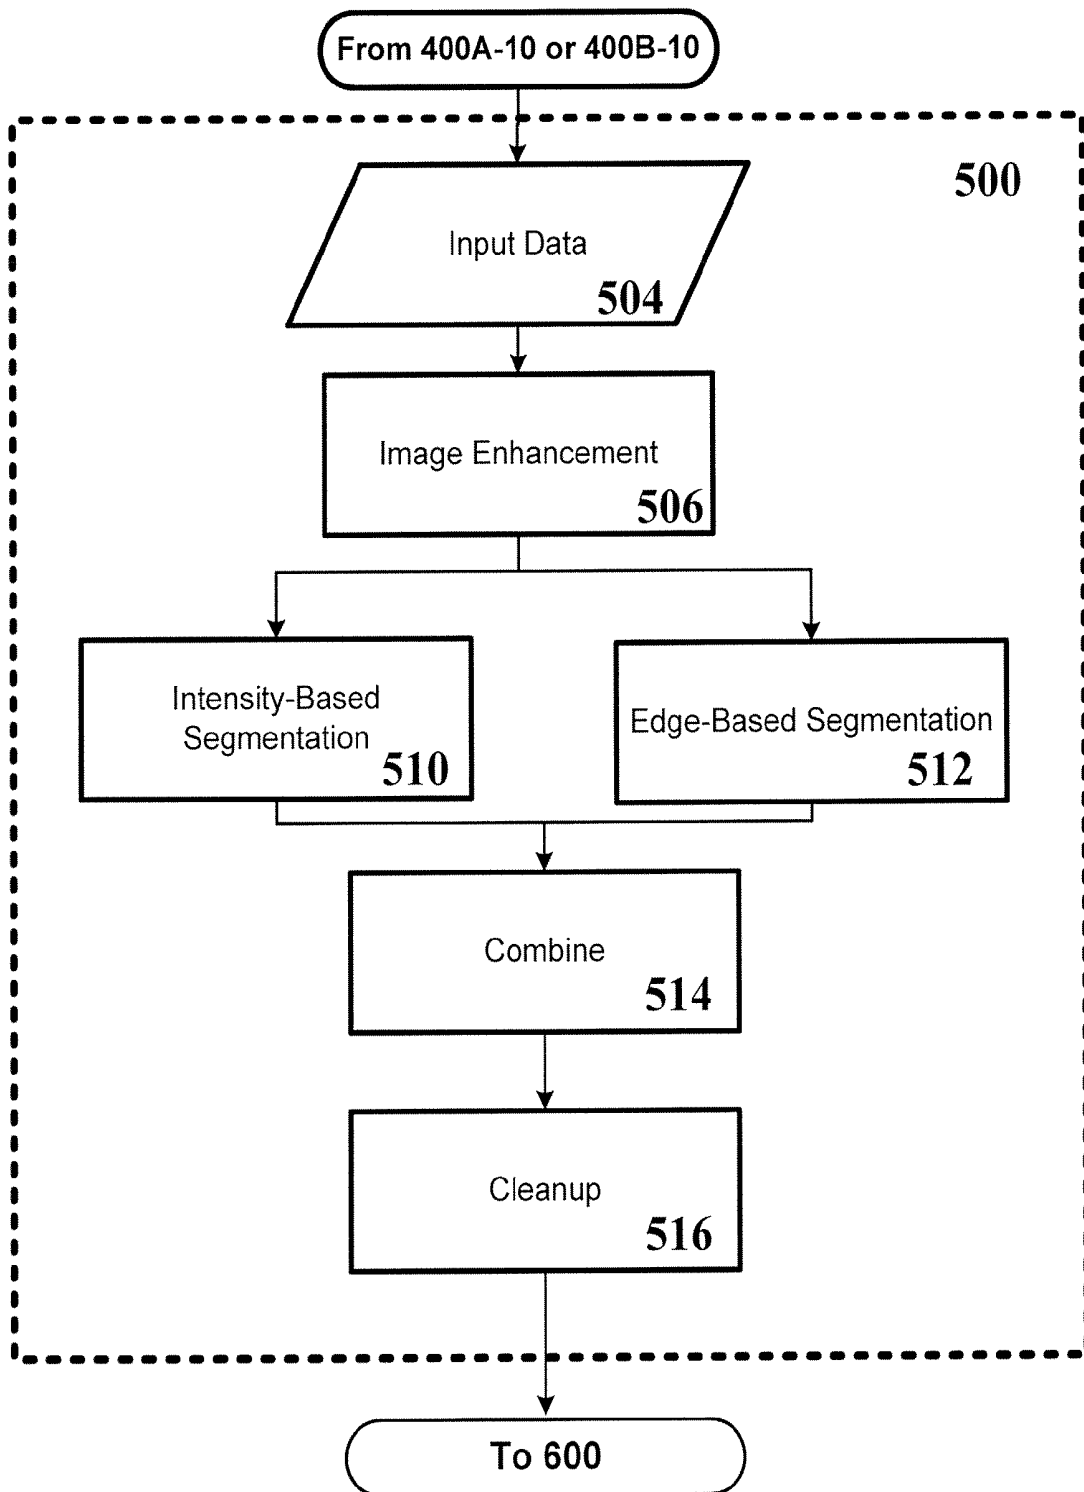 From 400A-10 or 400B-10
500
Input Data
504
Image Enhancement
506
Intensity-Based
Segmentation
510
Edge-Based Segmentation
512
Combine
514
Cleanup
516
To 600